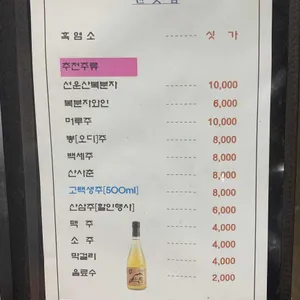 흑염소 ------ 싯 가
추천주류
선운산복분자 ------ 10,000
복분자와인 ------ 6,000
머루주 ------ 10,000
뽕[오디]주 ------ 8,000
백세주 ------ 8,000
산사춘 ------ 8,000
고택생주[500ml] ------ 8,000
산삼주[할인행사] ------ 6,000
맥 주 ------ 4,000
소 주 ------ 4,000
막걸리 ------ 4,000
음료수 ------ 2,000